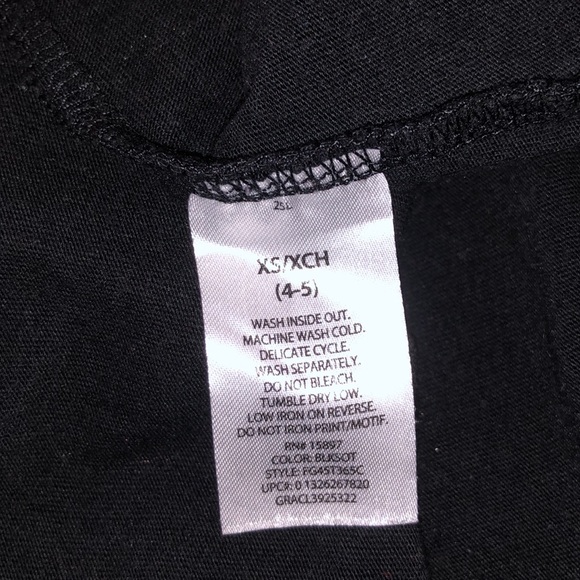 XS/XCH
(4-5)
WASH INSIDE OUT.
MACHINE WASH COLD.
DELICATE CYCLE.
WASH SEPARATELY.
DO NOT BLEACH.
TUMBLE DRY LOW.
LOW IRON ON REVERSE.
DO NOT IRON PRINT/MOTIF.
RN# 15897
COLOR: BLKSOT
STYLE: FG45T365C
UPC#: 0 1326267820
GRACL3925322